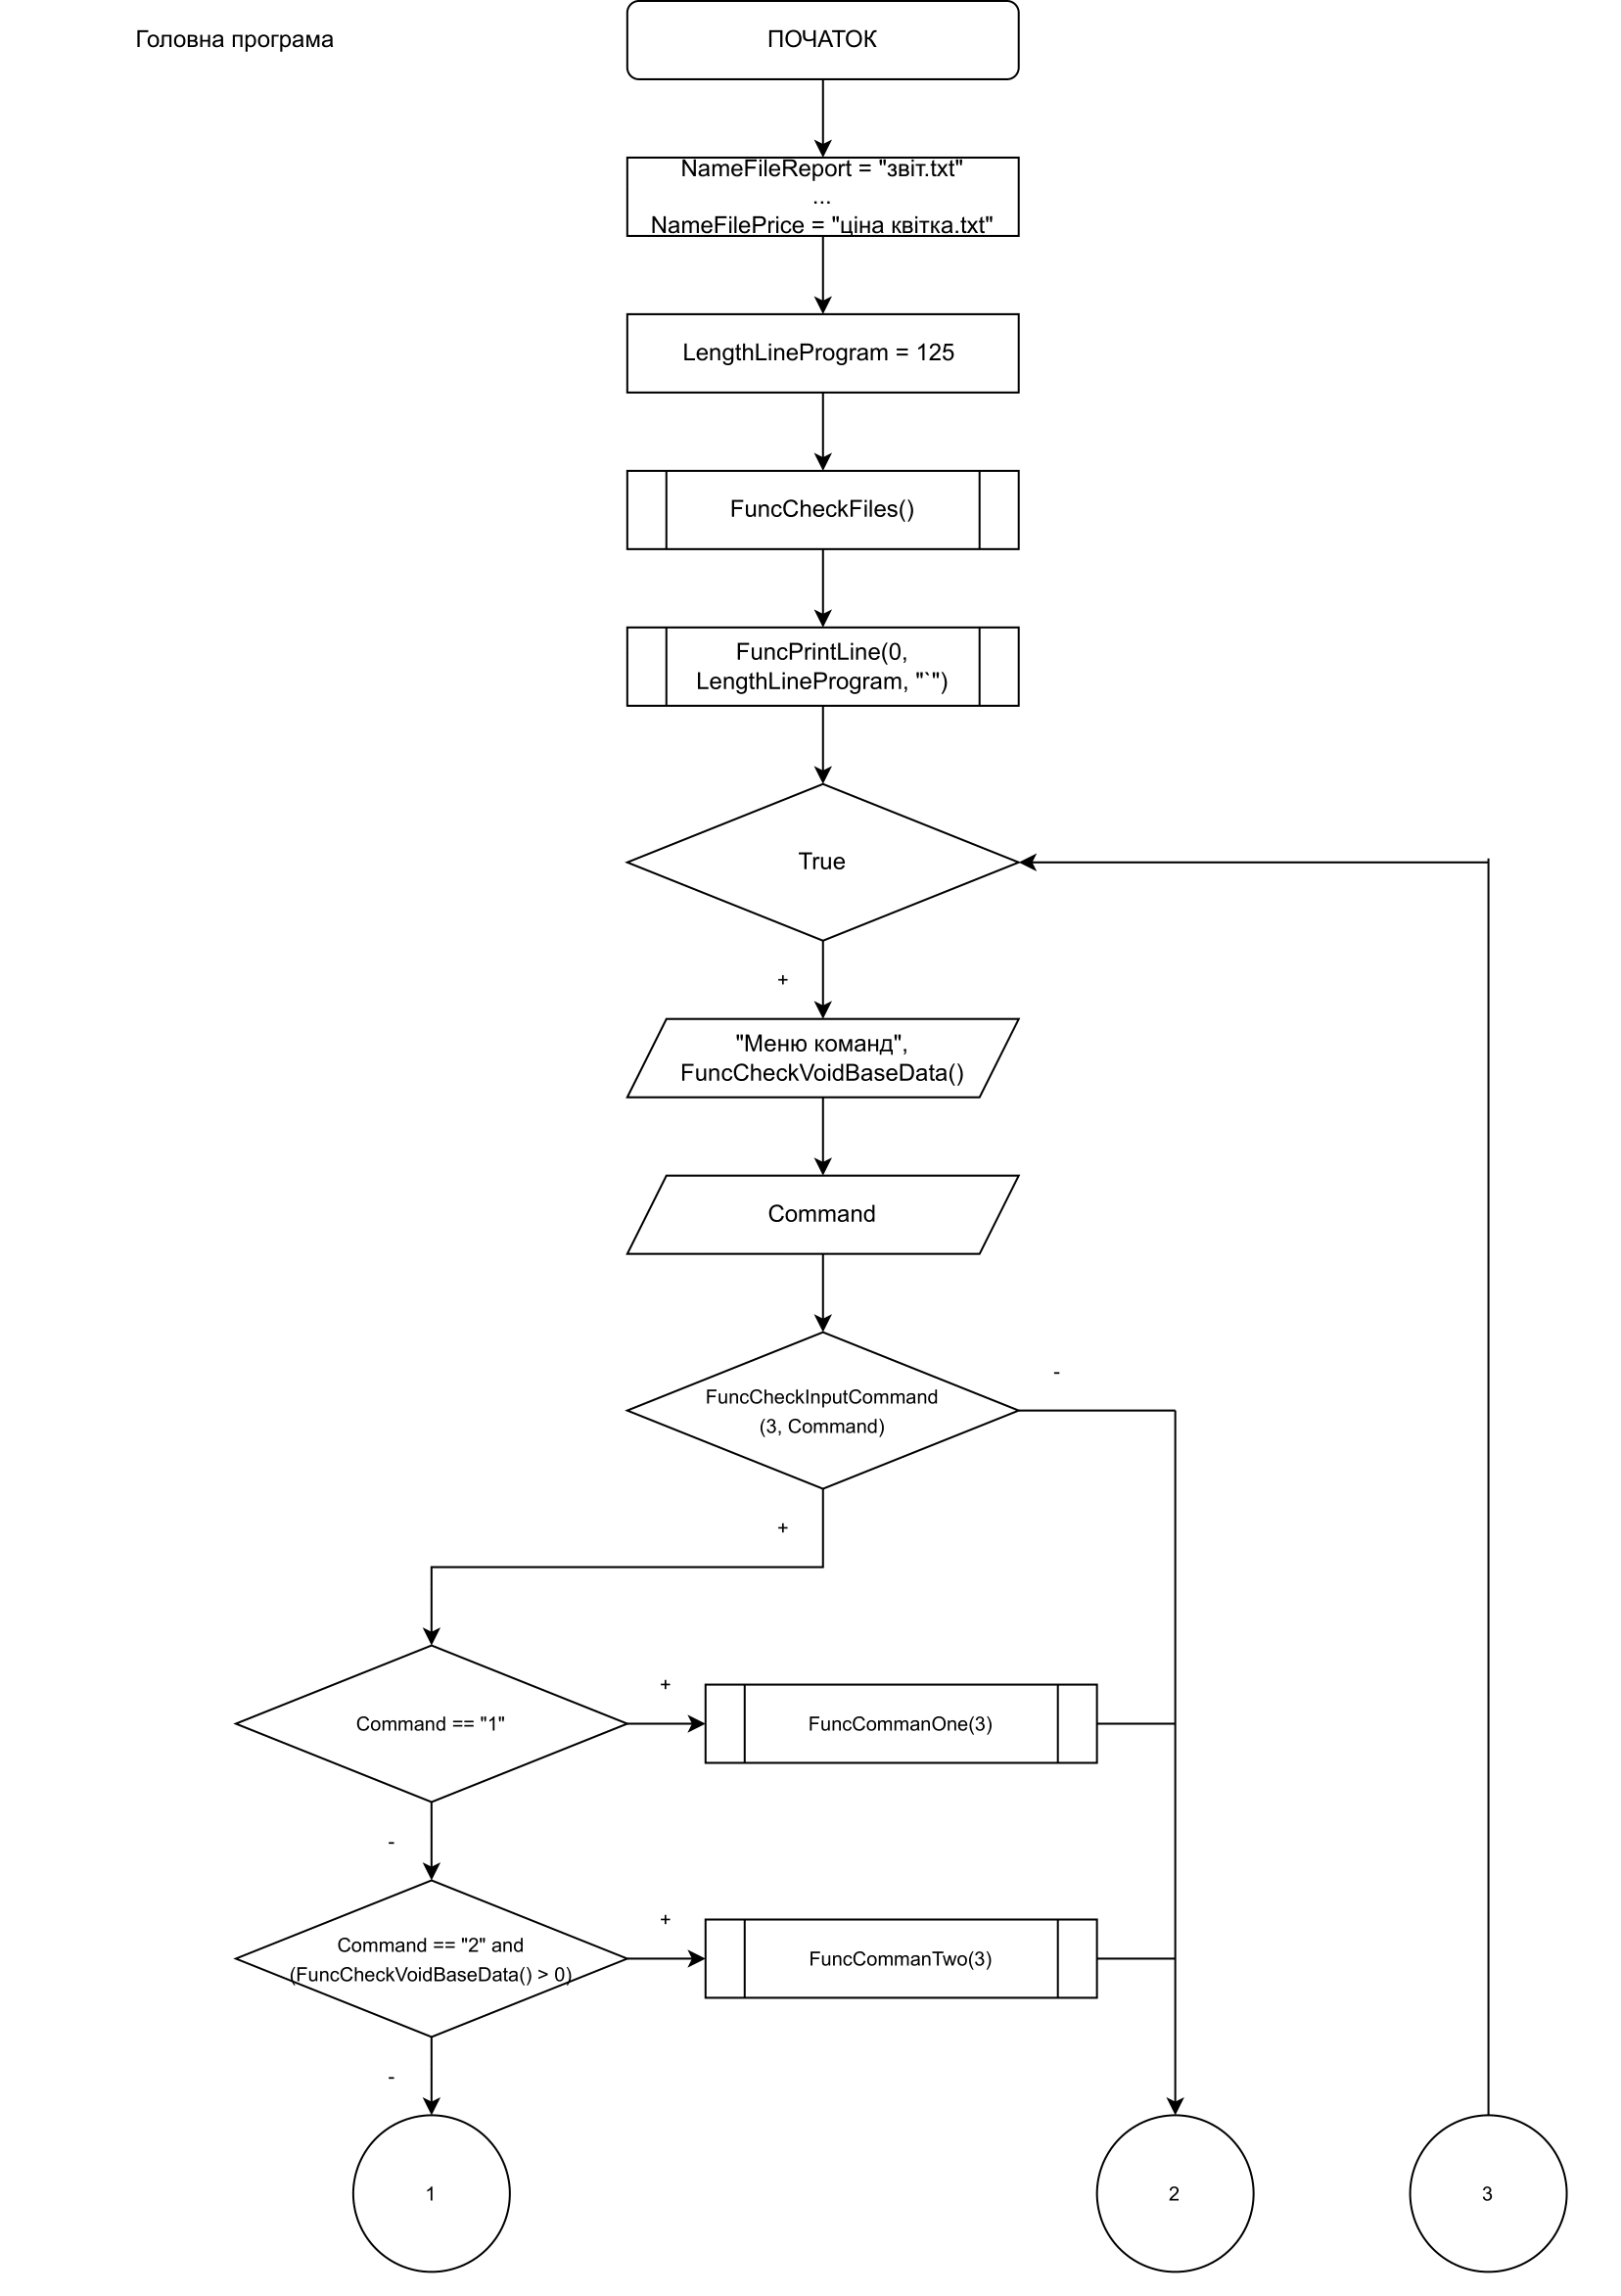 Головна програма
ПОЧАТОК
NameFileReport = "звіт.txt"
...
NameFilePrice = "ціна квітка.txt"
LengthLineProgram = 125
FuncCheckFiles()
FuncPrintLine(0,
LengthLineProgram, "`")
True
+
"Меню команд",
FuncCheckVoidBaseData()
Command
FuncCheckInputCommand
(3, Command)
-
+
Command == "1"
+
FuncCommanOne(3)
-
Command == "2" and
(FuncCheckVoidBaseData() > 0)
+
FuncCommanTwo(3)
-
1
2
3